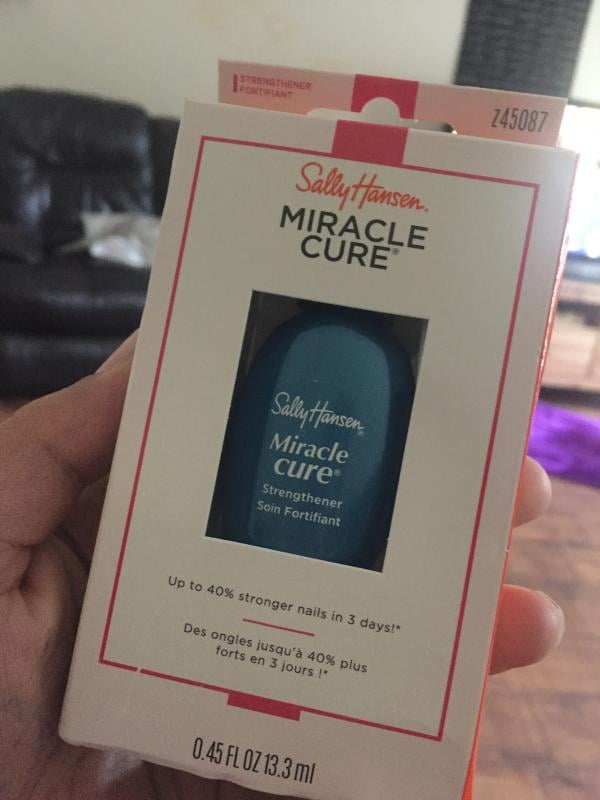 STRENGTHENER
FORTIFIANT
Z45087
Sally Hansen®
MIRACLE
CURE®
Sally Hansen®
Miracle
cure®
Strengthener
Soin Fortifiant
Up to 40% stronger nails in 3 days!*
Des ongles jusqu'à 40% plus
forts en 3 jours !*
0.45 FL OZ 13.3 ml